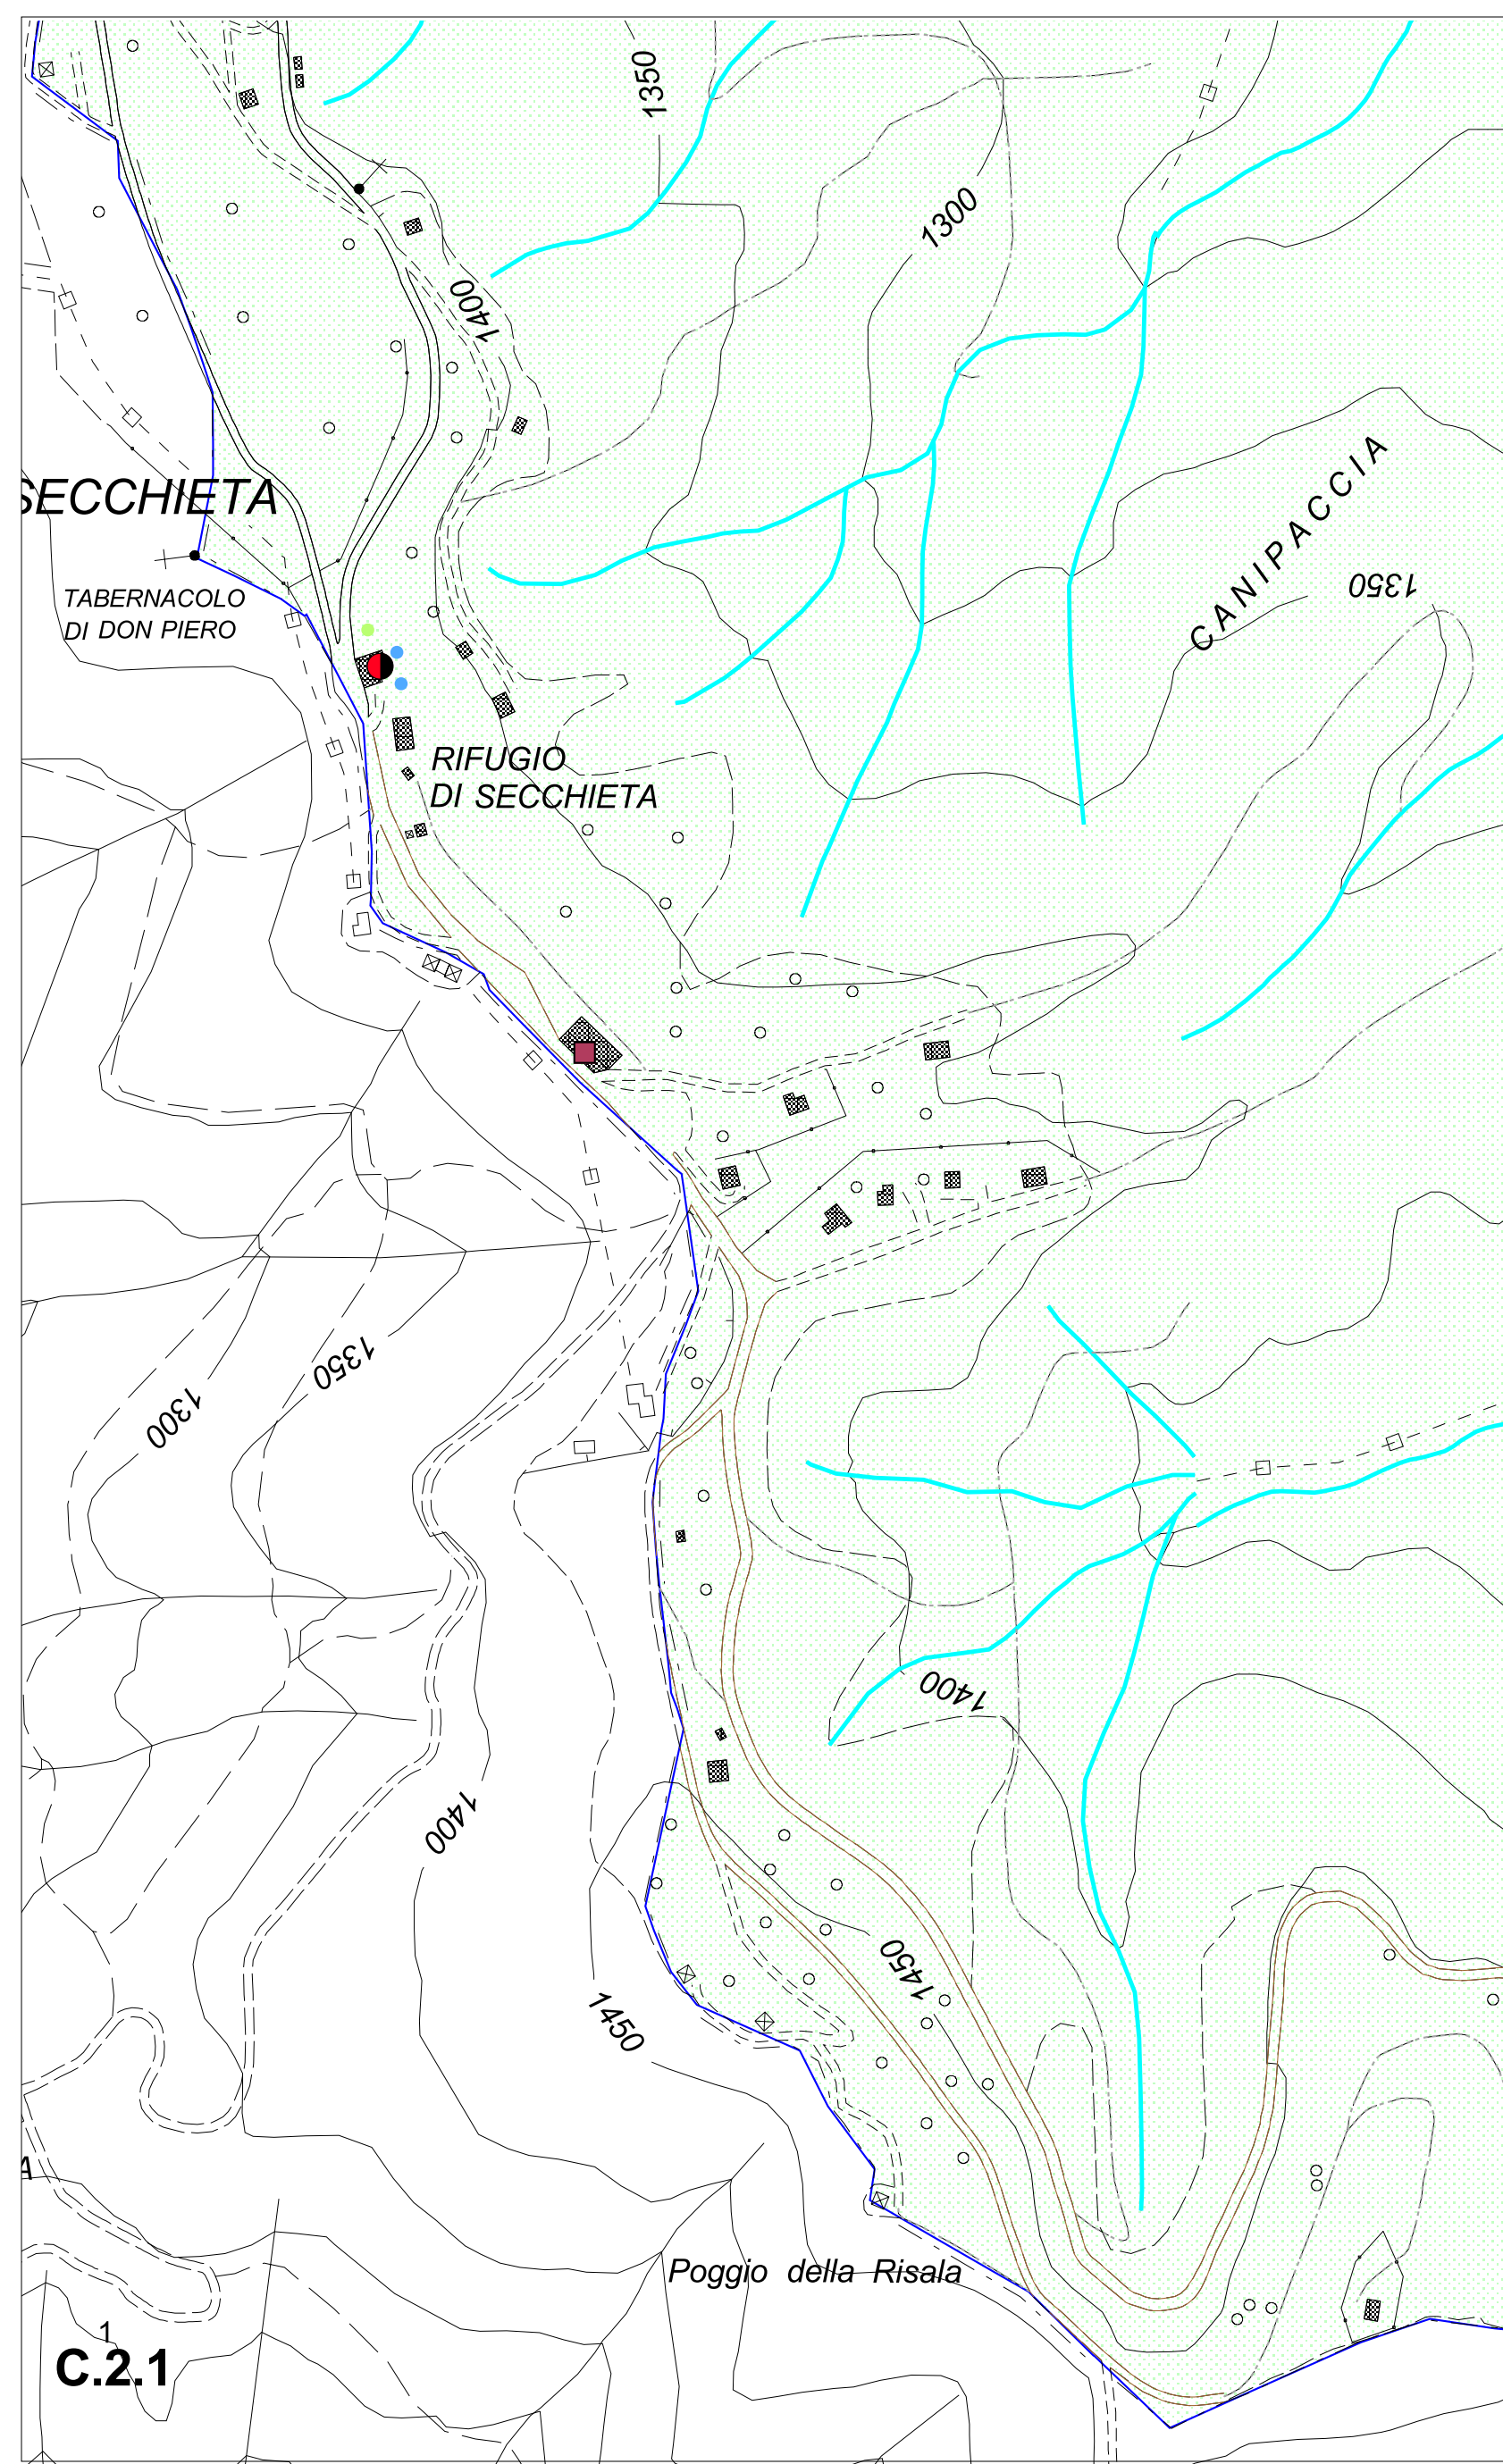 1350
1300
1400
CANIPACCIA
SECCHIETA
1350
TABERNACOLO
DI DON PIERO
RIFUGIO
DI SECCHIETA
1350
1300
1400
1400
1450
1450
A
Poggio della Risala
1
C.2.1